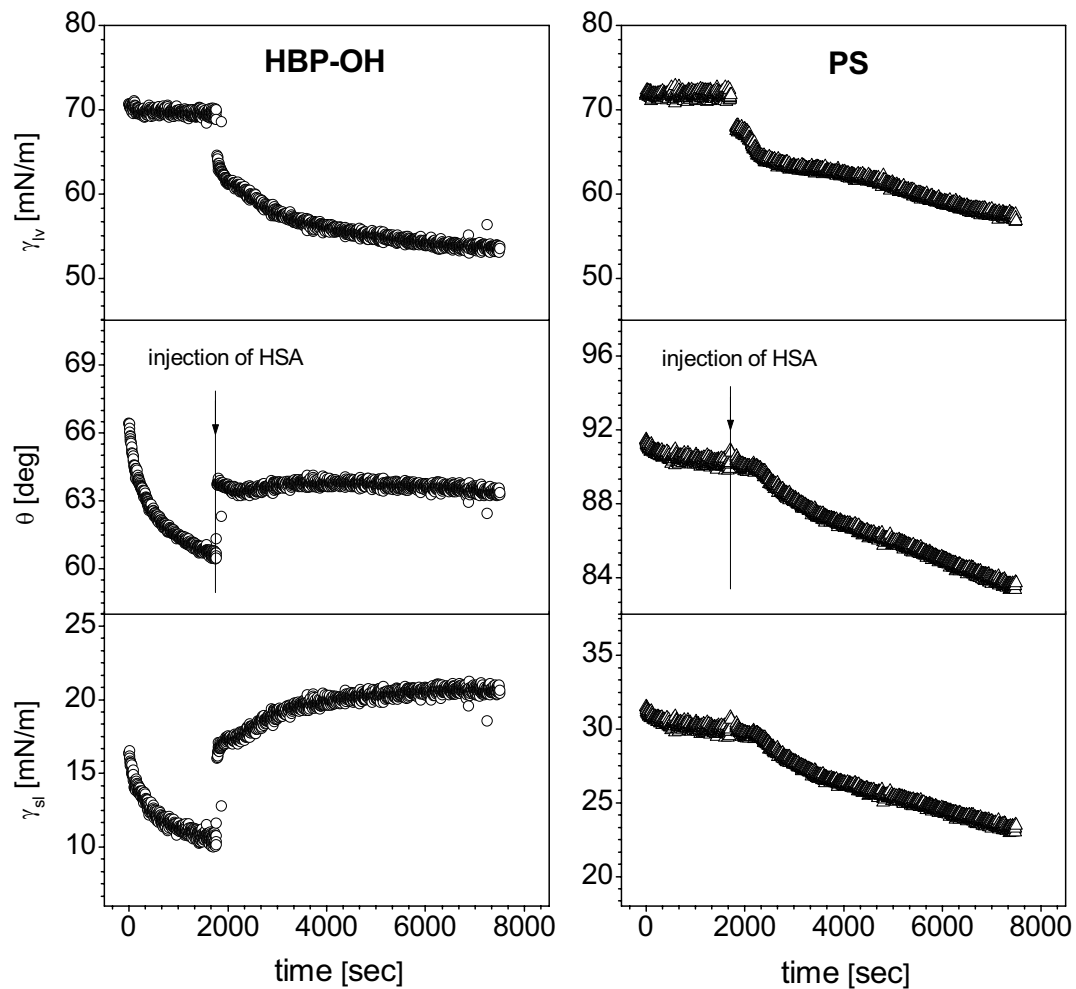 HBP-OH
80
70
60
50
γlv [mN/m]
injection of HSA
69
66
63
60
θ [deg]
25
20
15
10
γsl [mN/m]
0 2000 4000 6000 8000
time [sec]
PS
80
70
60
50
injection of HSA
96
92
88
84
35
30
25
20
0 2000 4000 6000 8000
time [sec]